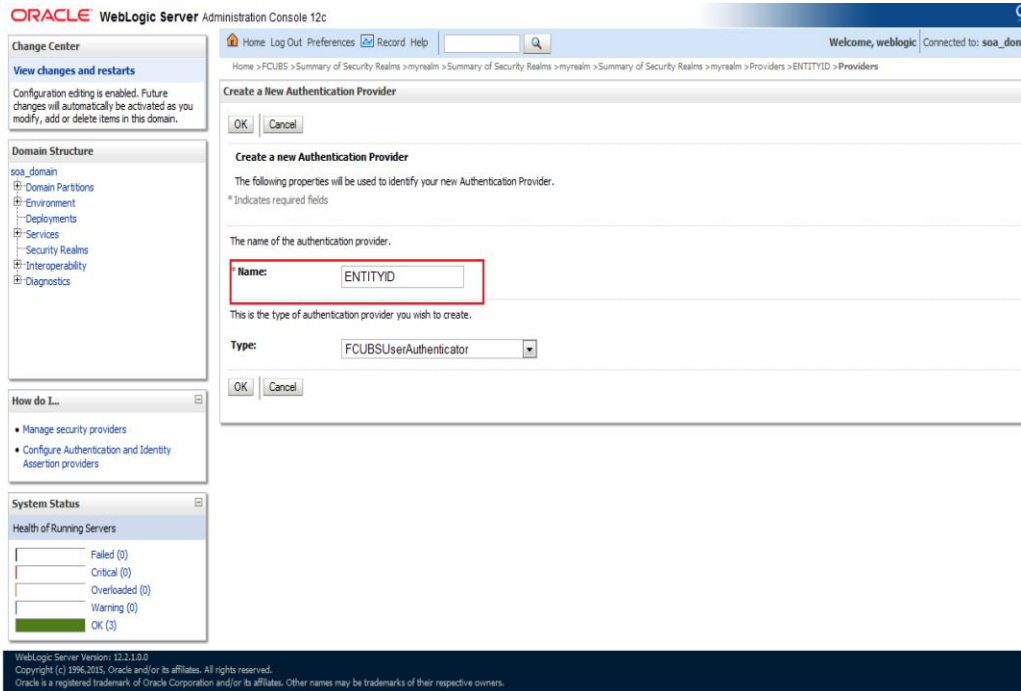 ORACLE WebLogic Server Administration Console 12c
Change Center
View changes and restarts
Configuration editing is enabled. Future
changes will automatically be activated as you
modify, add or delete items in this domain.
Domain Structure
soa_domain
Domain Partitions
Environment
Deployments
Services
Security Realms
Interoperability
Diagnostics
How do I...
Manage security providers
Configure Authentication and Identity
Assertion providers
System Status
Health of Running Servers
Failed (0)
Critical (0)
Overloaded (0)
Warning (0)
OK (3)
Home Log Out Preferences Record Help
Welcome, weblogic Connected to: soa_dom
Home >FCUBS >Summary of Security Realms >myrealm >Summary of Security Realms >myrealm >Summary of Security Realms >myrealm >Providers >ENTITYID >Providers
Create a New Authentication Provider
OK Cancel
Create a new Authentication Provider
The following properties will be used to identify your new Authentication Provider.
* Indicates required fields
The name of the authentication provider.
* Name: ENTITYID
This is the type of authentication provider you wish to create.
Type: FCUBSUserAuthenticator
OK Cancel
WebLogic Server Version: 12.2.1.0.0
Copyright (c) 1996,2015, Oracle and/or its affiliates. All rights reserved.
Oracle is a registered trademark of Oracle Corporation and/or its affiliates. Other names may be trademarks of their respective owners.